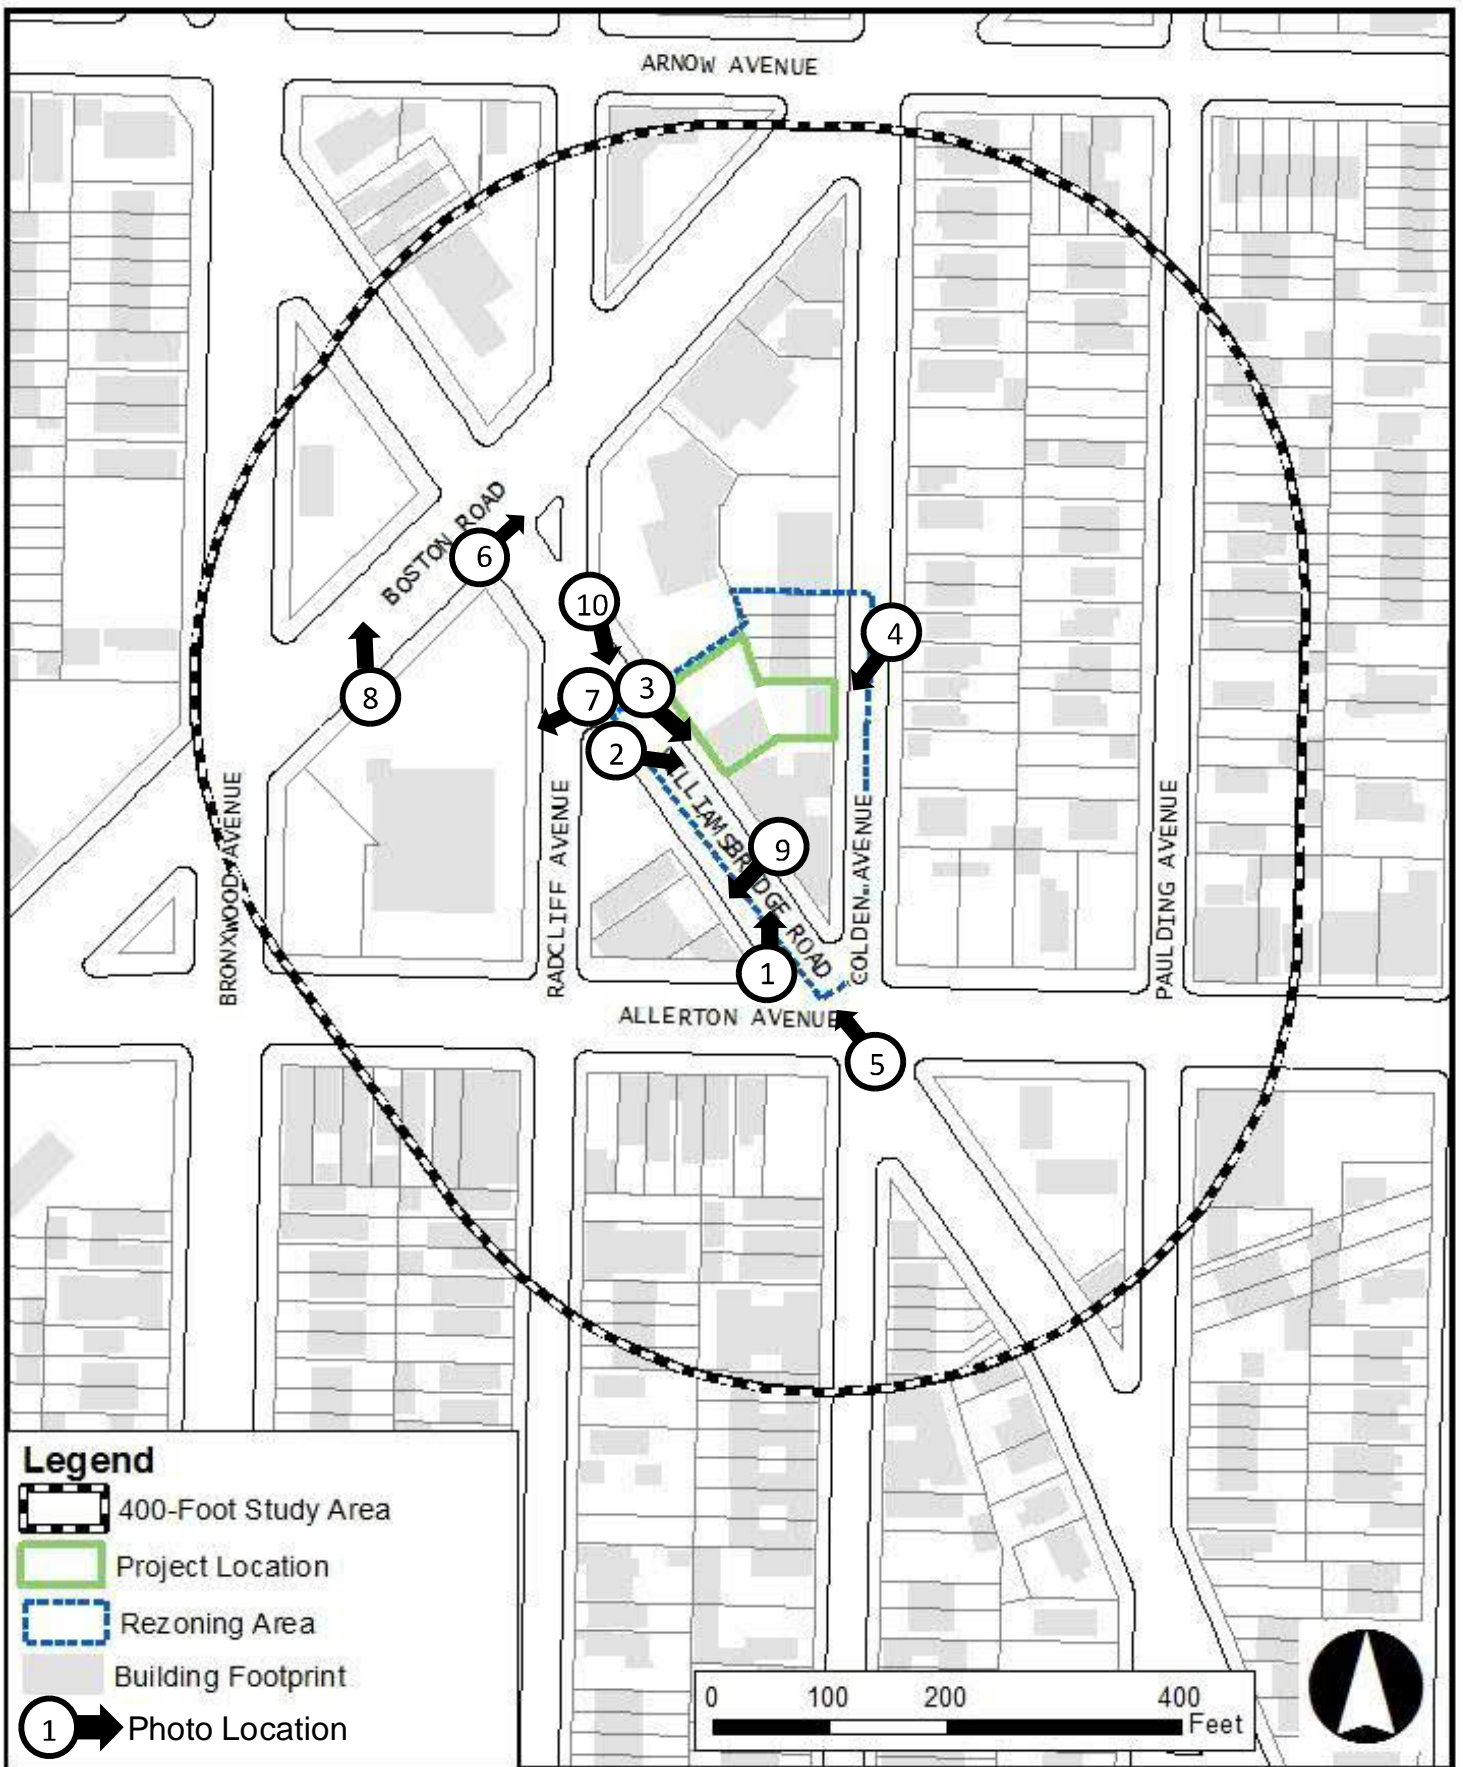 ARNOW AVENUE
BOSTON ROAD
6
10
4
8
7
3
2
WILLIAMSBRIDGE ROAD
9
1
BRONXWOOD AVENUE
RADCLIFF AVENUE
COLDEN AVENUE
PAULDING AVENUE
ALLERTON AVENUE
5
Legend
400-Foot Study Area
Project Location
Rezoning Area
Building Footprint
1 Photo Location
0 100 200 400
Feet